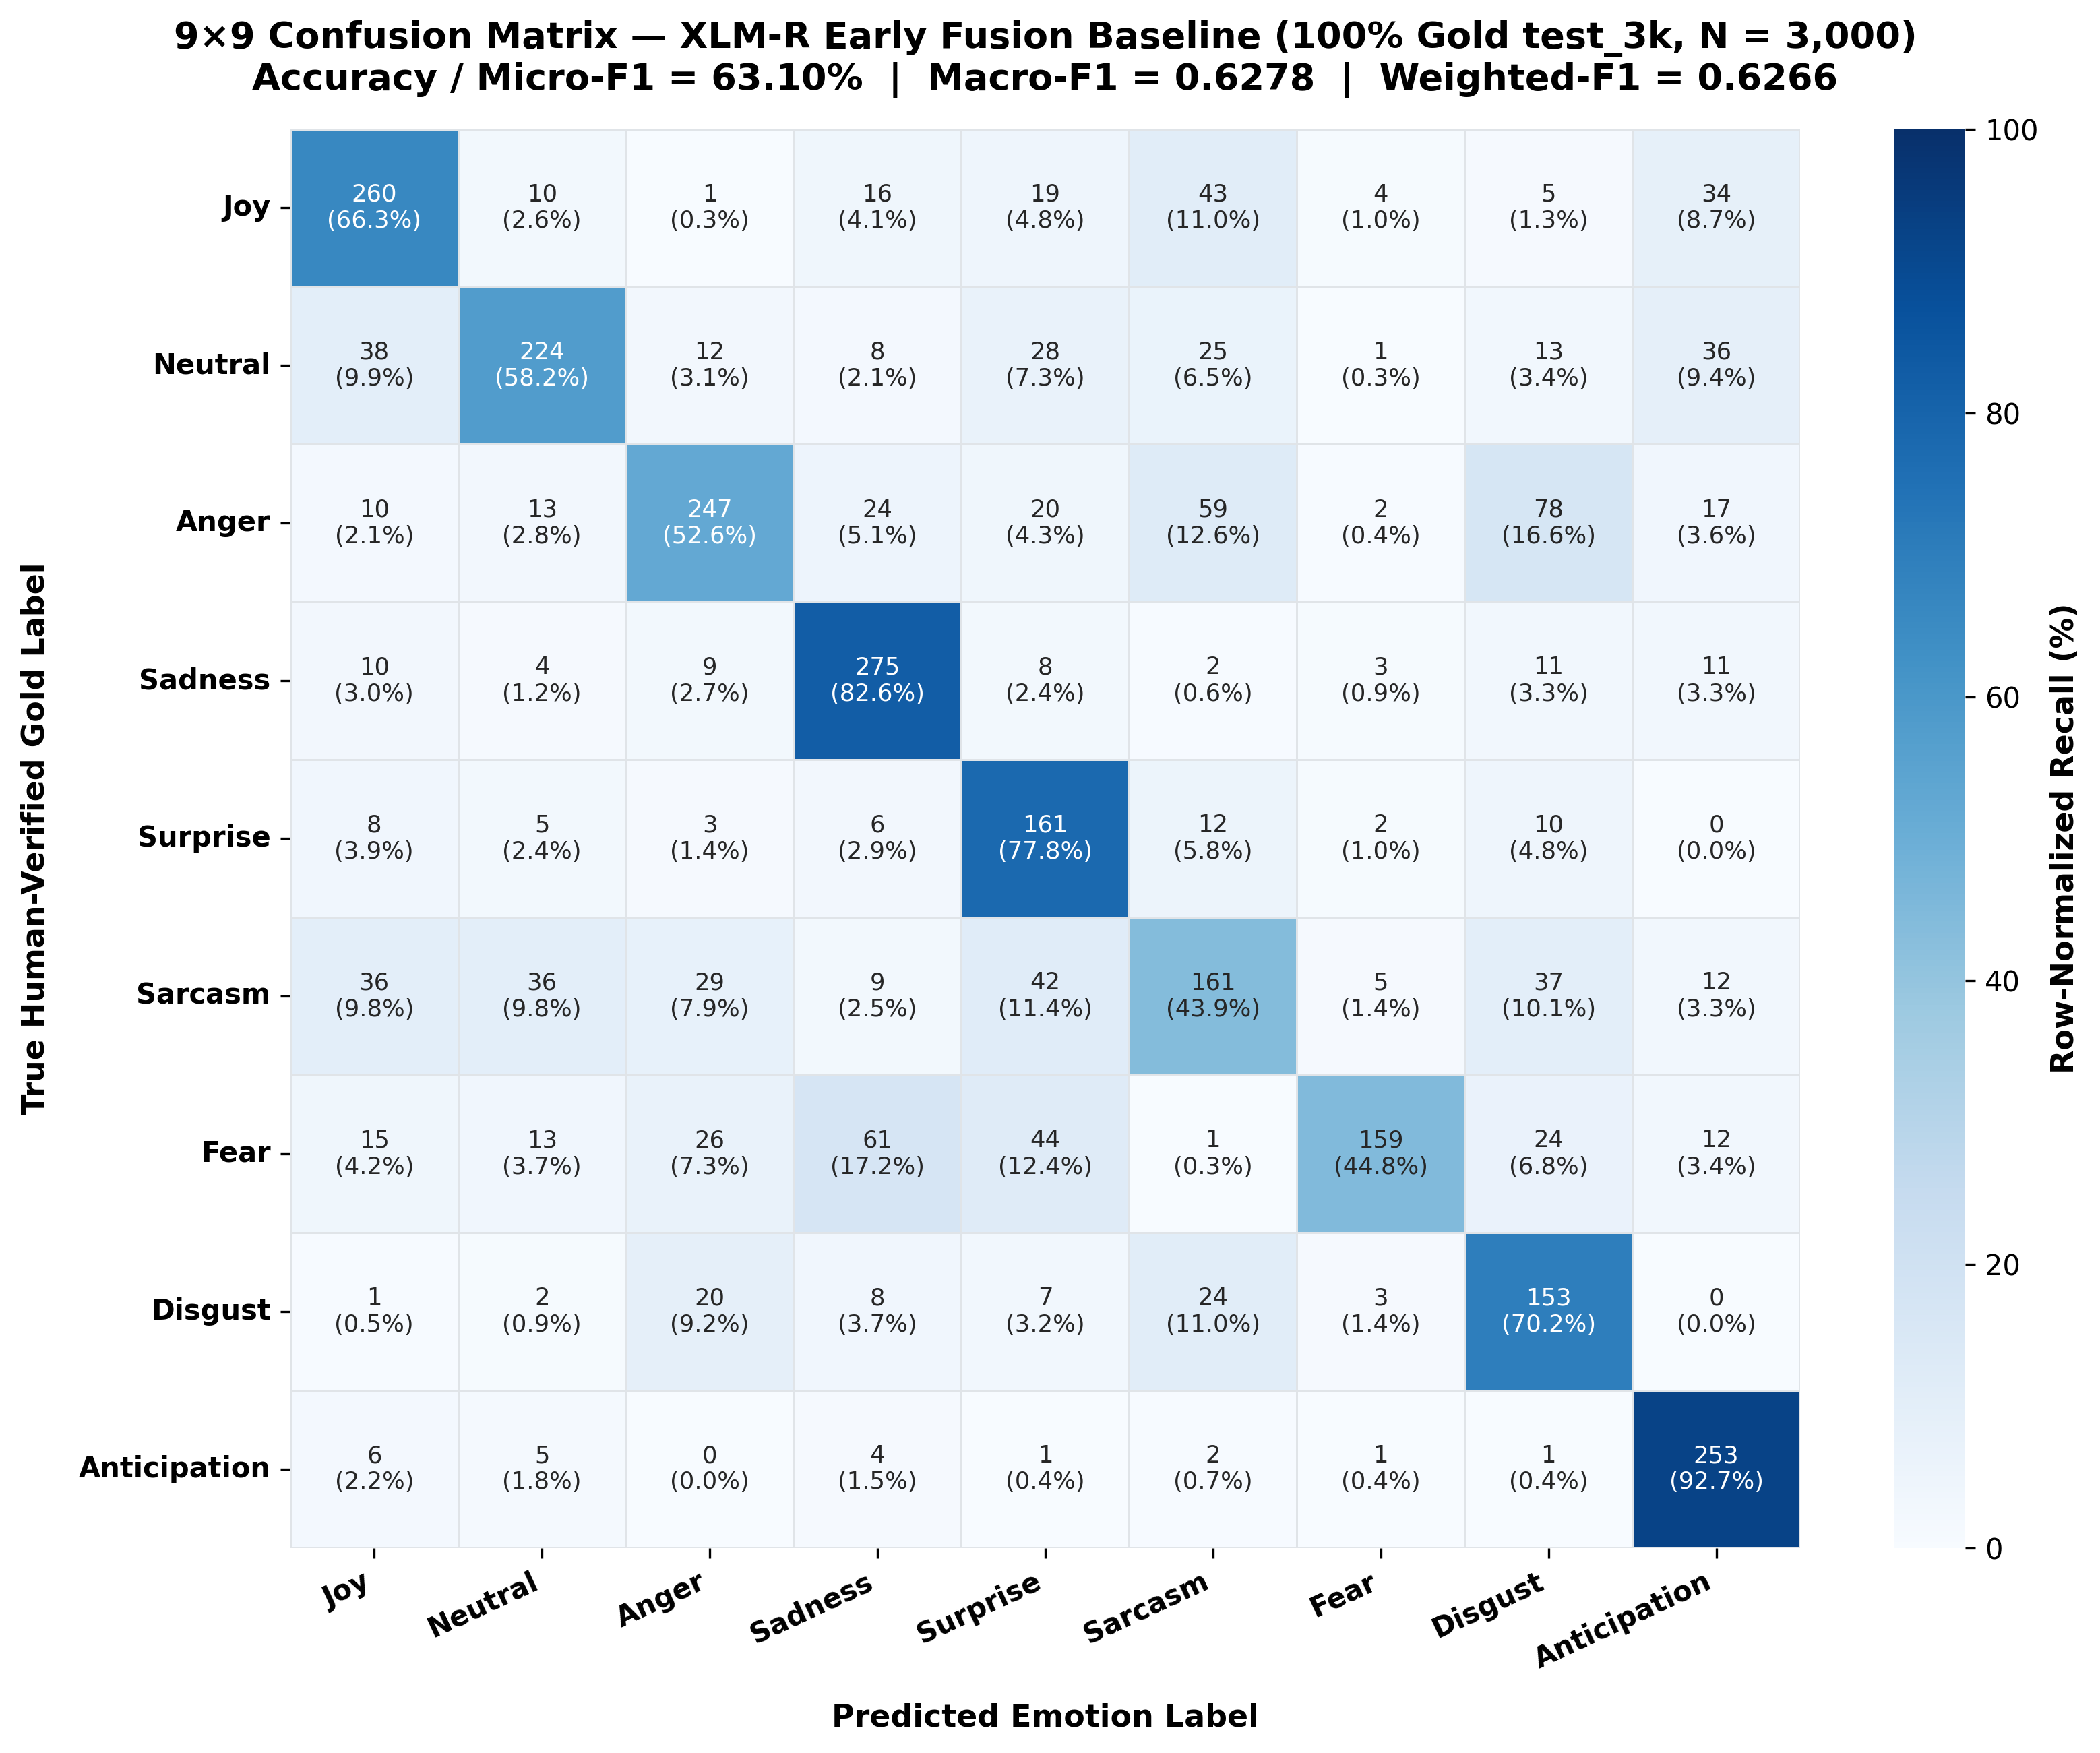 9×9 Confusion Matrix — XLM-R Early Fusion Baseline (100% Gold test_3k, N = 3,000)
Accuracy / Micro-F1 = 63.10% | Macro-F1 = 0.6278 | Weighted-F1 = 0.6266
True Human-Verified Gold Label
Joy
260 10 1 16 19 43 4 5 34
(66.3%) (2.6%) (0.3%) (4.1%) (4.8%) (11.0%) (1.0%) (1.3%) (8.7%)
Neutral
38 224 12 8 28 25 1 13 36
(9.9%) (58.2%) (3.1%) (2.1%) (7.3%) (6.5%) (0.3%) (3.4%) (9.4%)
Anger
10 13 247 24 20 59 2 78 17
(2.1%) (2.8%) (52.6%) (5.1%) (4.3%) (12.6%) (0.4%) (16.6%) (3.6%)
Sadness
10 4 9 275 8 2 3 11 11
(3.0%) (1.2%) (2.7%) (82.6%) (2.4%) (0.6%) (0.9%) (3.3%) (3.3%)
Surprise
8 5 3 6 161 12 2 10 0
(3.9%) (2.4%) (1.4%) (2.9%) (77.8%) (5.8%) (1.0%) (4.8%) (0.0%)
Sarcasm
36 36 29 9 42 161 5 37 12
(9.8%) (9.8%) (7.9%) (2.5%) (11.4%) (43.9%) (1.4%) (10.1%) (3.3%)
Fear
15 13 26 61 44 1 159 24 12
(4.2%) (3.7%) (7.3%) (17.2%) (12.4%) (0.3%) (44.8%) (6.8%) (3.4%)
Disgust
1 2 20 8 7 24 3 153 0
(0.5%) (0.9%) (9.2%) (3.7%) (3.2%) (11.0%) (1.4%) (70.2%) (0.0%)
Anticipation
6 5 0 4 1 2 1 1 253
(2.2%) (1.8%) (0.0%) (1.5%) (0.4%) (0.7%) (0.4%) (0.4%) (92.7%)
Joy Neutral Anger Sadness Surprise Sarcasm Fear Disgust Anticipation
Predicted Emotion Label
100
80
60
40
20
0
Row-Normalized Recall (%)